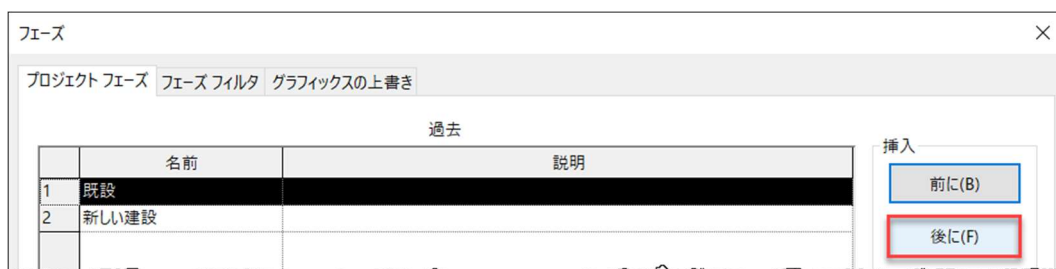 フェーズ
プロジェクト フェーズ フェーズ フィルタ グラフィックスの上書き
過去
挿入
名前 説明
前に(B)
1 既設
2 新しい建設
後に(F)